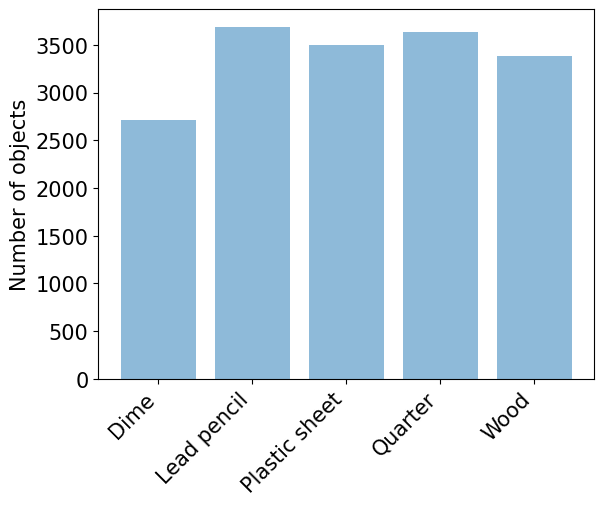 Number of objects
3500
3000
2500
2000
1500
1000
500
0
Dime
Lead pencil
Plastic sheet
Quarter
Wood